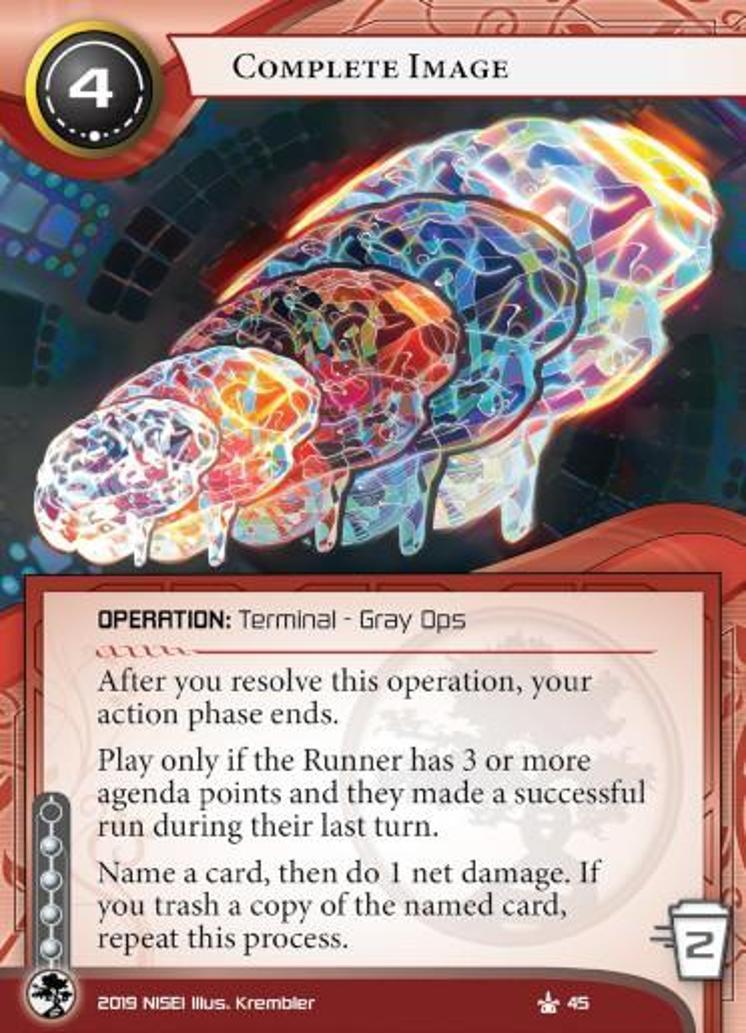 4
Complete Image
OPERATION: Terminal - Gray Ops
After you resolve this operation, your
action phase ends.
Play only if the Runner has 3 or more
agenda points and they made a successful
run during their last turn.
Name a card, then do 1 net damage. If
you trash a copy of the named card,
repeat this process.
2
2019 NISEI Illus. Krembler
45